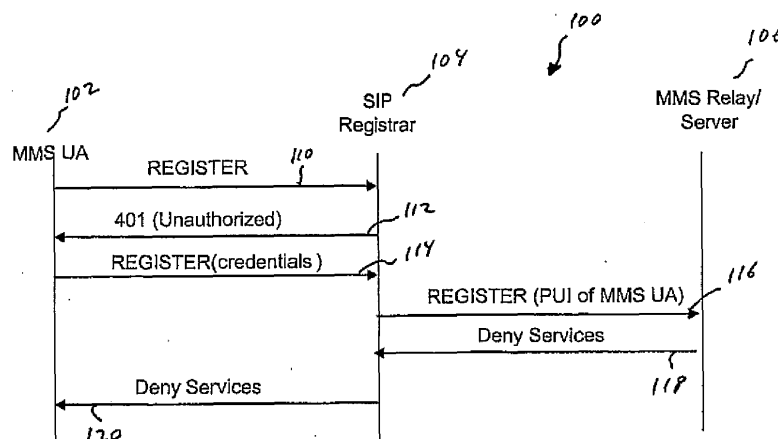 100
106
104
SIP
Registrar
MMS Relay/
Server
102
MMS UA
REGISTER
110
401 (Unauthorized)
112
REGISTER(credentials)
114
REGISTER (PUI of MMS UA)
116
Deny Services
118
Deny Services
120